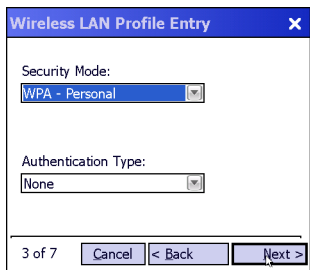 Wireless LAN Profile Entry
Security Mode:
WPA - Personal
Authentication Type:
None
3 of 7 Cancel < Back Next >